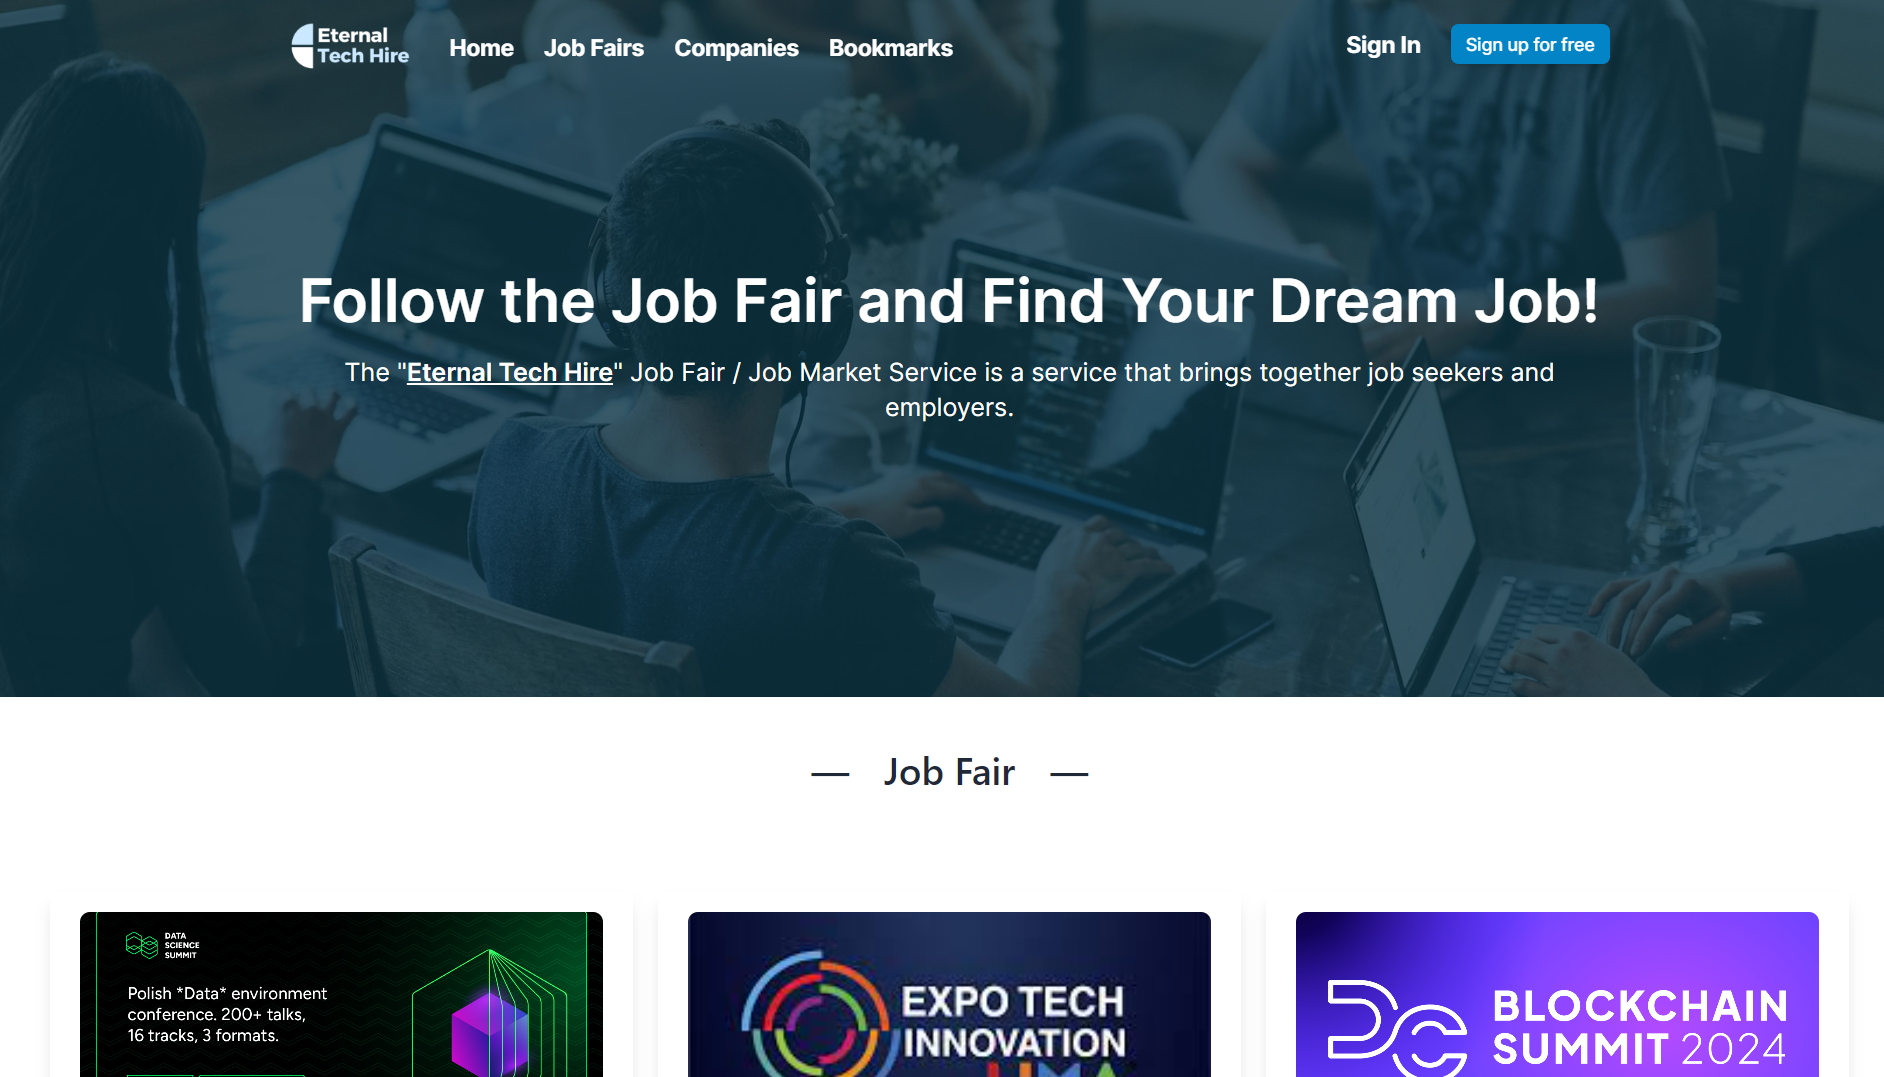 Eternal
Tech Hire
Home
Job Fairs
Companies
Bookmarks
Sign In
Sign up for free
Follow the Job Fair and Find Your Dream Job!
The "Eternal Tech Hire" Job Fair / Job Market Service is a service that brings together job seekers and
employers.
— Job Fair —
DATA
SCIENCE
SUMMIT
Polish *Data* environment
conference. 200+ talks,
16 tracks, 3 formats.
EXPO TECH
INNOVATION
LIMA
BLOCKCHAIN
SUMMIT 2024